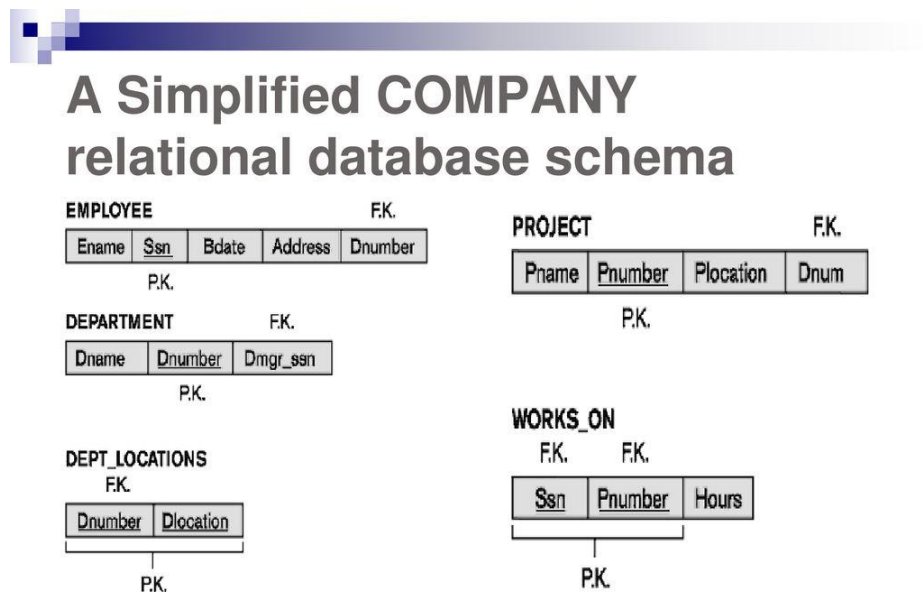 A Simplified COMPANY
relational database schema
EMPLOYEE F.K.
Ename Ssn Bdate Address Dnumber
P.K.
DEPARTMENT F.K.
Dname Dnumber Dmgr_ssn
P.K.
DEPT_LOCATIONS
F.K.
Dnumber Dlocation
P.K.
PROJECT F.K.
Pname Pnumber Plocation Dnum
P.K.
WORKS_ON
F.K. F.K.
Ssn Pnumber Hours
P.K.